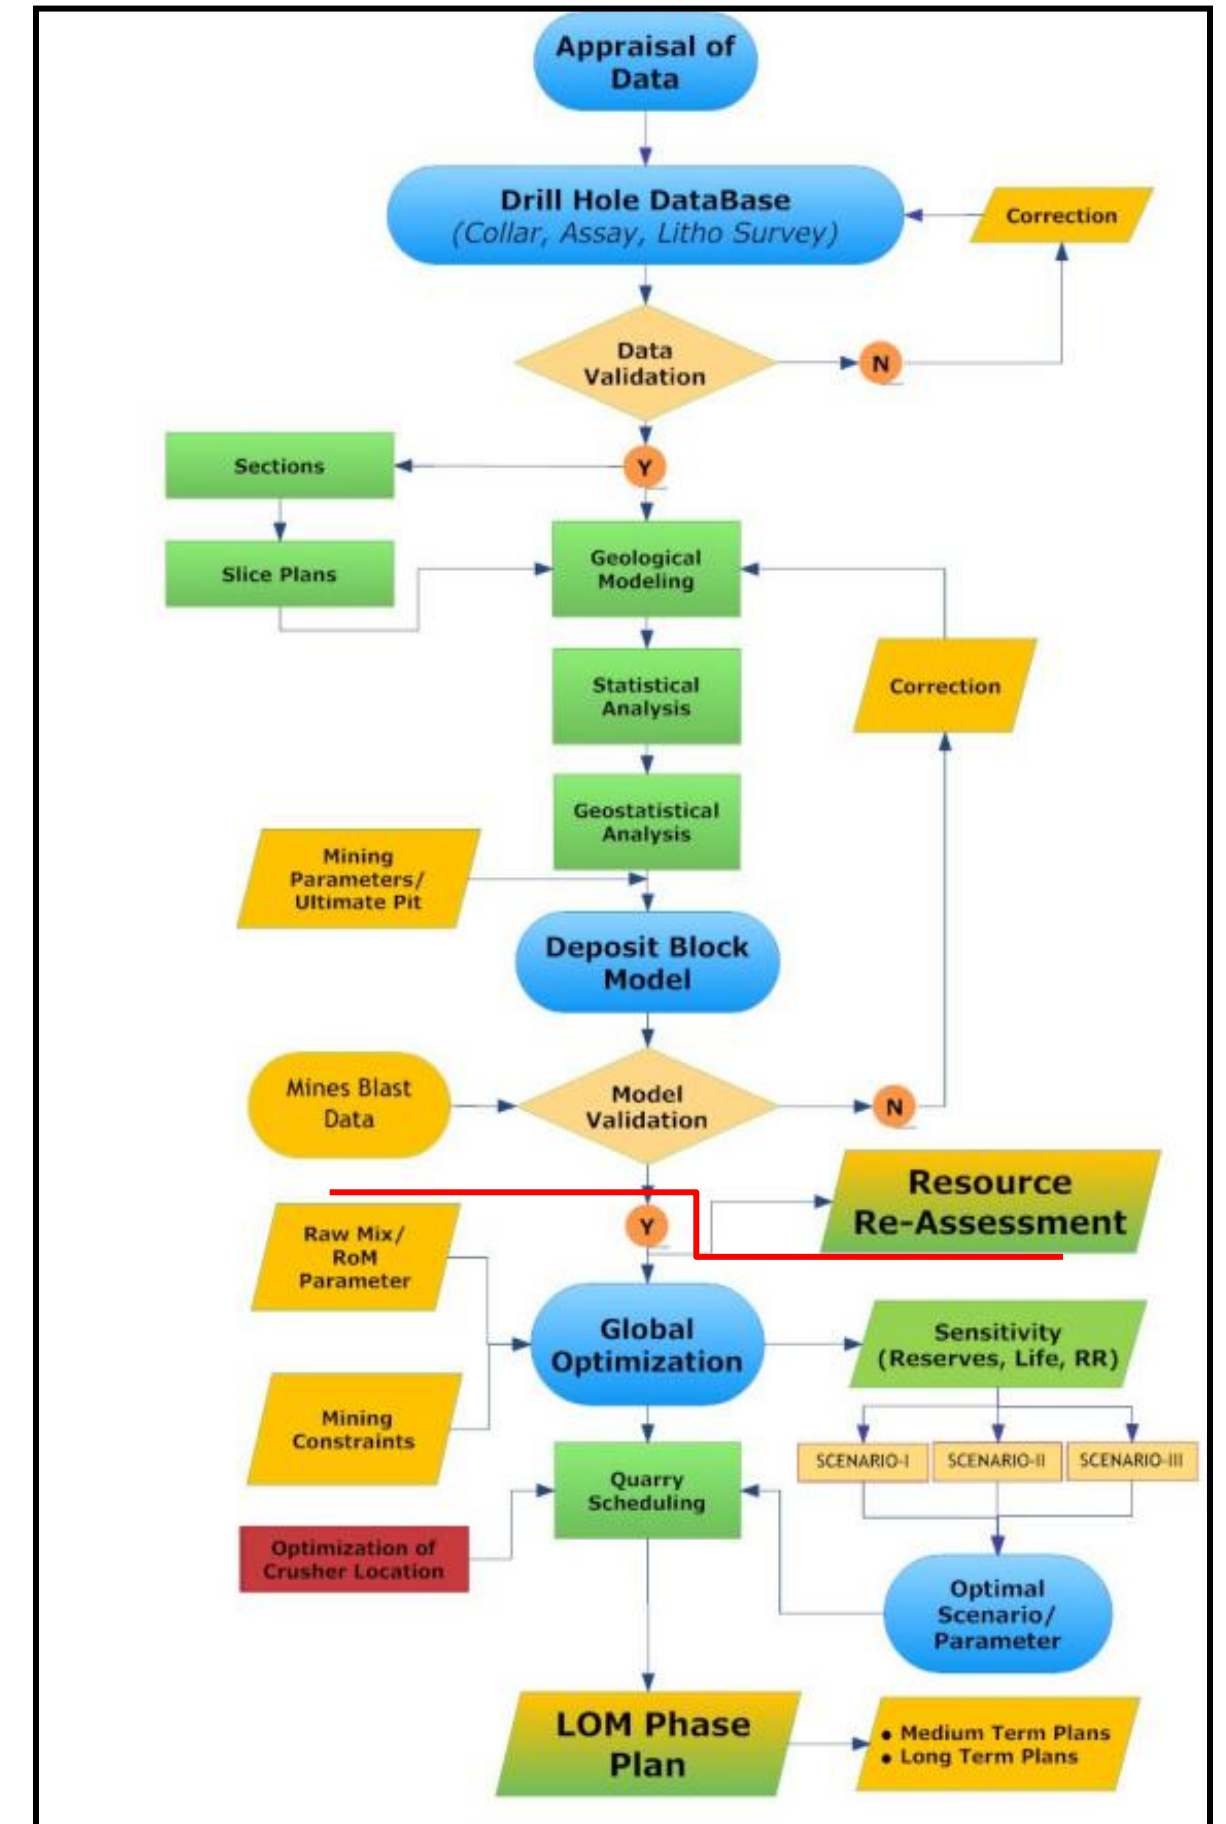 Appraisal of
Data
Drill Hole DataBase
(Collar, Assay, Litho Survey)
Correction
Data
Validation
N
Y
Sections
Slice Plans
Geological
Modeling
Correction
Statistical
Analysis
Geostatistical
Analysis
Mining
Parameters/
Ultimate Pit
Deposit Block
Model
Mines Blast
Data
Model
Validation
N
Resource
Re-Assessment
Y
Raw Mix/
RoM
Parameter
Global
Optimization
Sensitivity
(Reserves, Life, RR)
Mining
Constraints
SCENARIO-I
SCENARIO-II
SCENARIO-III
Quarry
Scheduling
Optimization of
Crusher Location
Optimal
Scenario/
Parameter
LOM Phase
Plan
• Medium Term Plans
• Long Term Plans